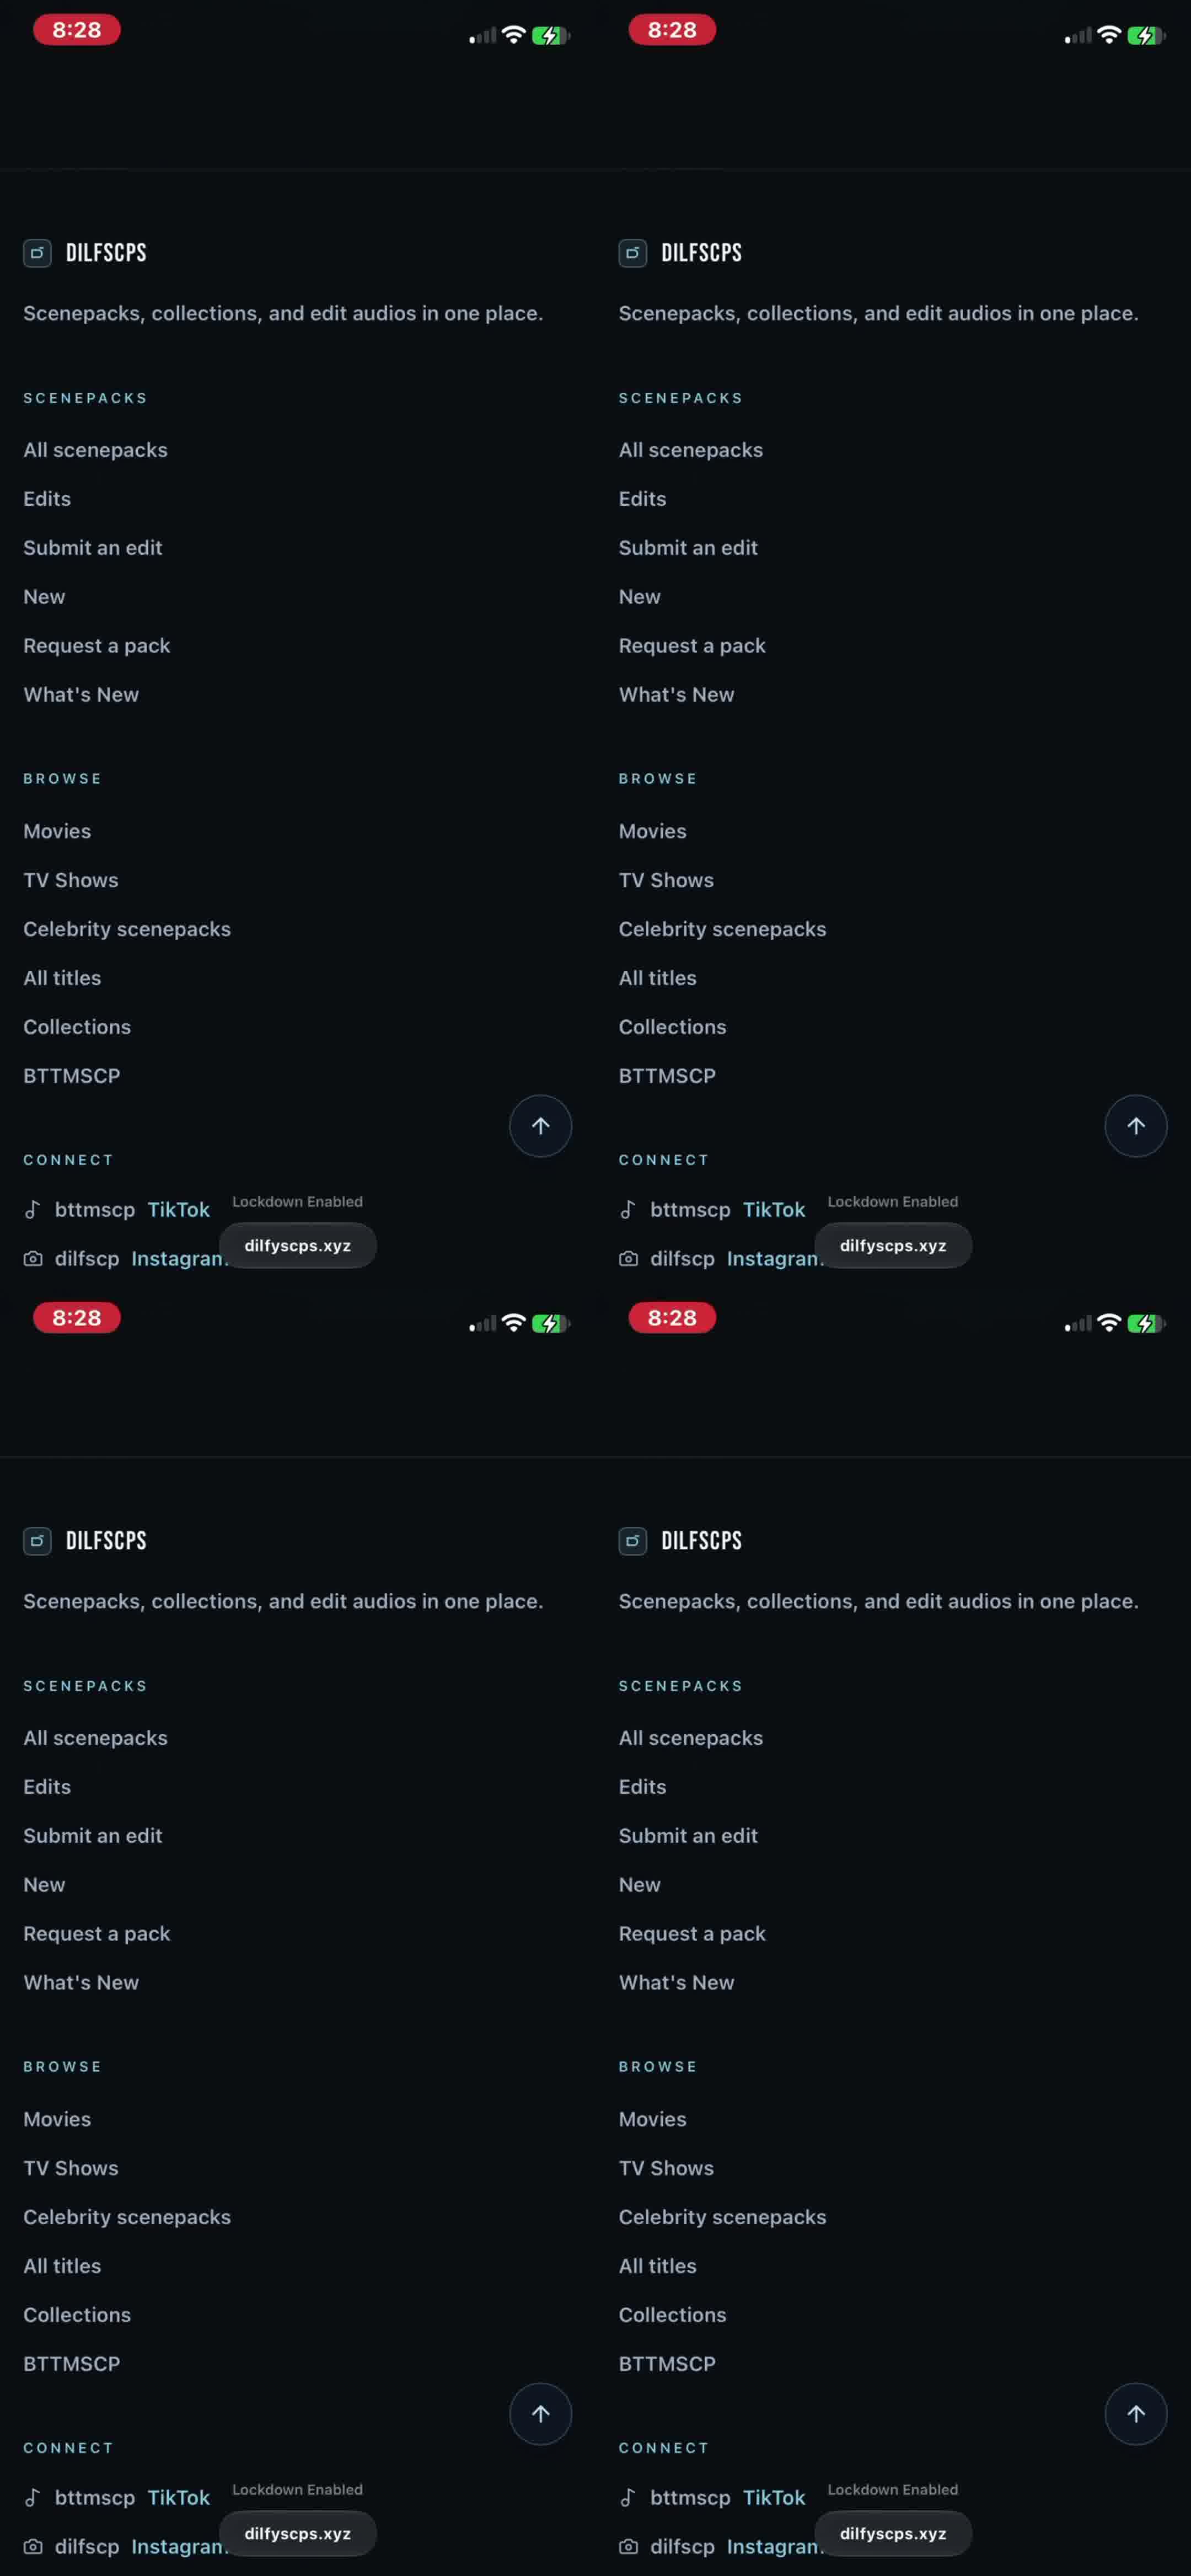 8:28
DILFSCPS
Scenepacks, collections, and edit audios in one place.
SCENEPACKS
All scenepacks
Edits
Submit an edit
New
Request a pack
What's New
BROWSE
Movies
TV Shows
Celebrity scenepacks
All titles
Collections
BTTMSCP
CONNECT
bttmscp TikTok
Lockdown Enabled
dilfscp
dilfyscps.xyz
8:28
DILFSCPS
Scenepacks, collections, and edit audios in one place.
SCENEPACKS
All scenepacks
Edits
Submit an edit
New
Request a pack
What's New
BROWSE
Movies
TV Shows
Celebrity scenepacks
All titles
Collections
BTTMSCP
CONNECT
bttmscp TikTok
Lockdown Enabled
dilfscp
dilfyscps.xyz
8:28
DILFSCPS
Scenepacks, collections, and edit audios in one place.
SCENEPACKS
All scenepacks
Edits
Submit an edit
New
Request a pack
What's New
BROWSE
Movies
TV Shows
Celebrity scenepacks
All titles
Collections
BTTMSCP
CONNECT
bttmscp TikTok
Lockdown Enabled
dilfscp
dilfyscps.xyz
8:28
DILFSCPS
Scenepacks, collections, and edit audios in one place.
SCENEPACKS
All scenepacks
Edits
Submit an edit
New
Request a pack
What's New
BROWSE
Movies
TV Shows
Celebrity scenepacks
All titles
Collections
BTTMSCP
CONNECT
bttmscp TikTok
Lockdown Enabled
dilfscp
dilfyscps.xyz